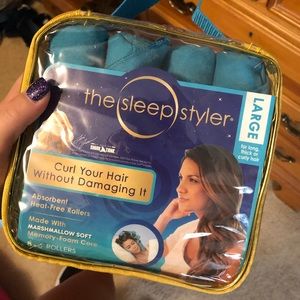 the sleep styler
LARGE
for long,
thick or
curly hair
Curl Your Hair
Without Damaging It
Absorbent
Heat-Free Rollers
Made With
MARSHMALLOW SOFT
Memory Foam Core
ROLLERS